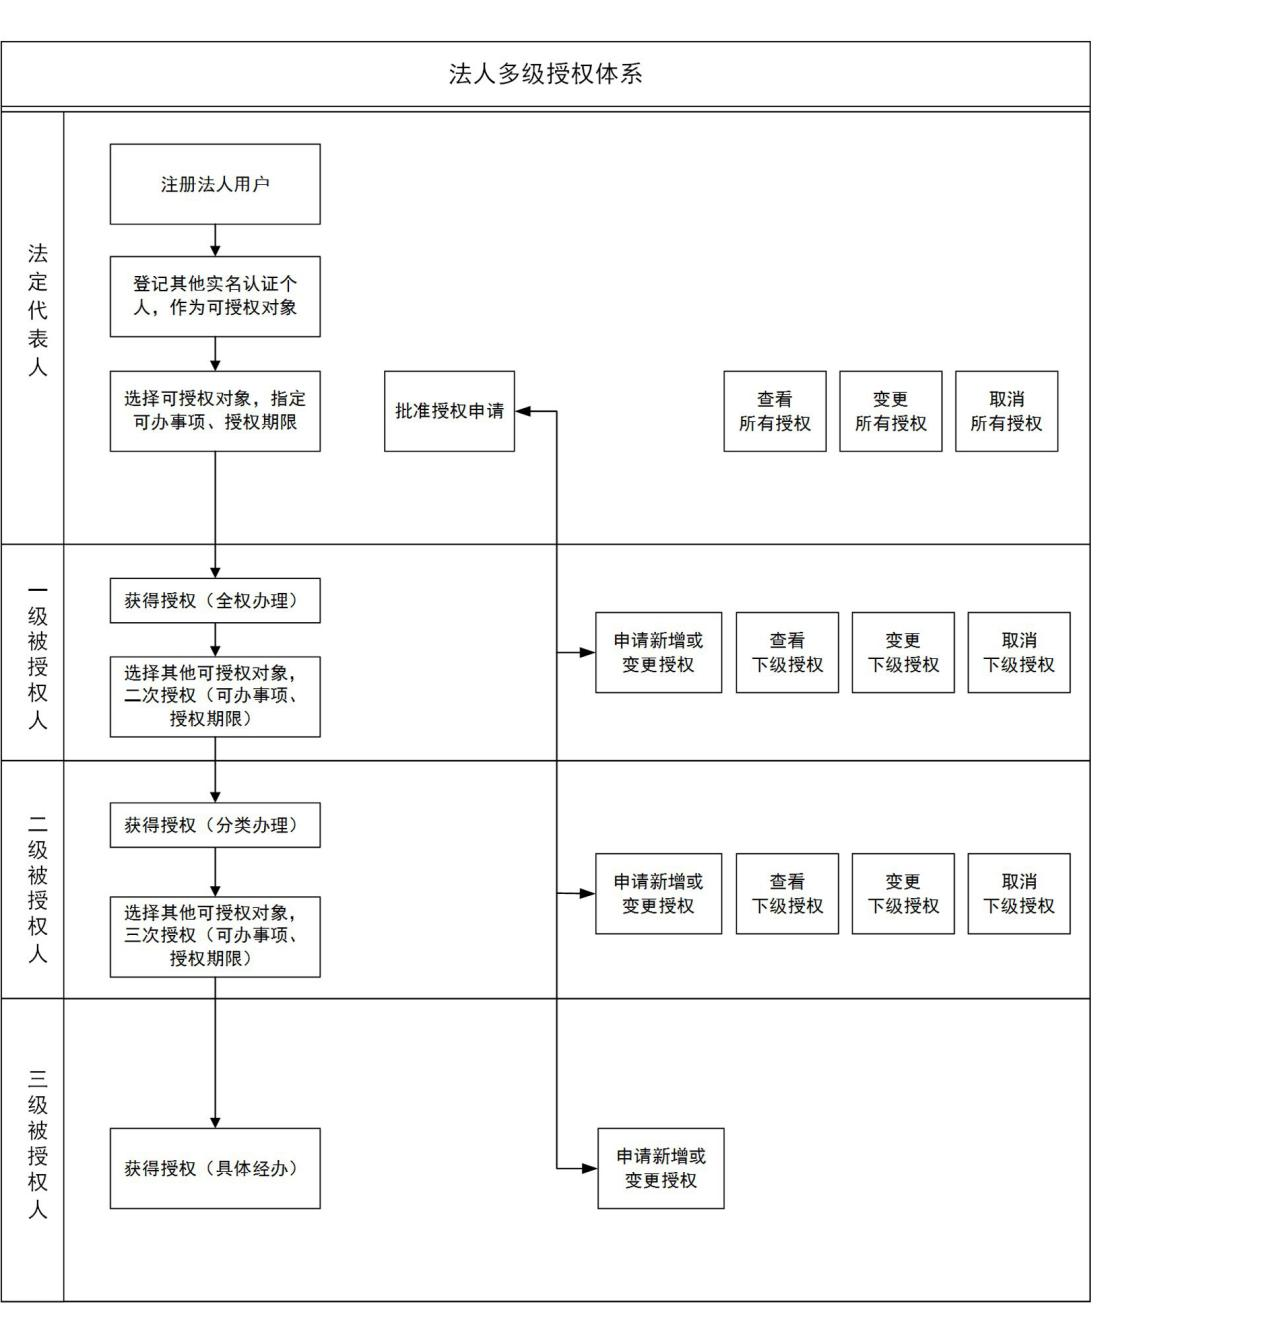 法人多级授权体系
法定代表人
注册法人用户
登记其他实名认证个
人，作为可授权对象
选择可授权对象，指定
可办事项、授权期限
批准授权申请
查看
所有授权
变更
所有授权
取消
所有授权
一级被授权人
获得授权（全权办理）
选择其他可授权对象，
二次授权（可办事项、
授权期限）
申请新增或
变更授权
查看
下级授权
变更
下级授权
取消
下级授权
二级被授权人
获得授权（分类办理）
选择其他可授权对象，
三次授权（可办事项、
授权期限）
申请新增或
变更授权
查看
下级授权
变更
下级授权
取消
下级授权
三级被授权人
获得授权（具体经办）
申请新增或
变更授权